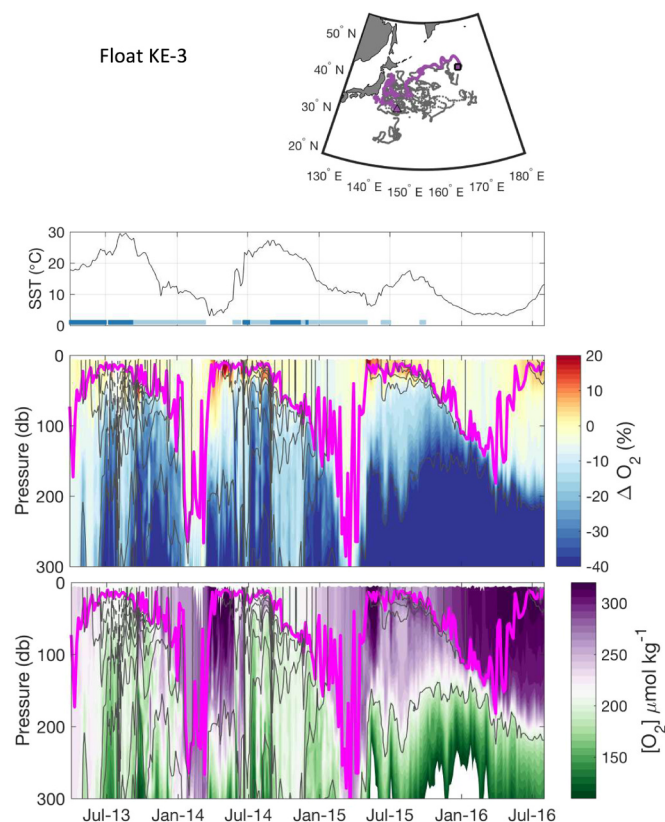 Float KE-3
50° N
40° N
30° N
20° N
130° E
140° E
150° E
160° E
170° E
180° E
SST (°C)
30
20
10
0
Pressure (db)
0
100
200
300
20
10
0
-10
-20
-30
-40
Δ O₂ (%)
Pressure (db)
0
100
200
300
300
250
200
150
[O₂] μmol kg⁻¹
Jul-13
Jan-14
Jul-14
Jan-15
Jul-15
Jan-16
Jul-16